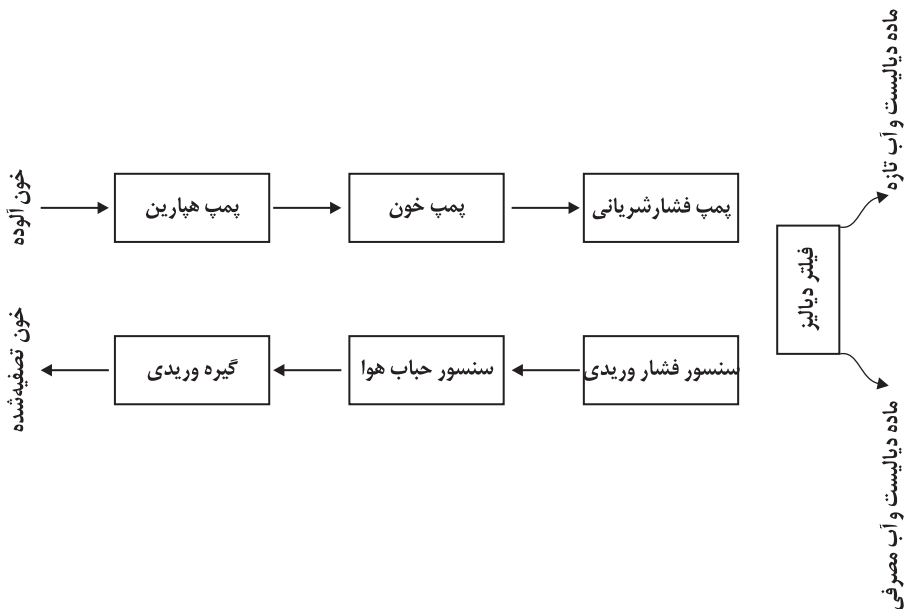 خون آلوده
پمپ هپارین
پمپ خون
پمپ فشارشریانی
فیلتر دیالیز
ماده دیالیست و آب تازه
خون تصفیه‌شده
گیره وریدی
سنسور حباب هوا
سنسور فشار وریدی
ماده دیالیست و آب مصرفی